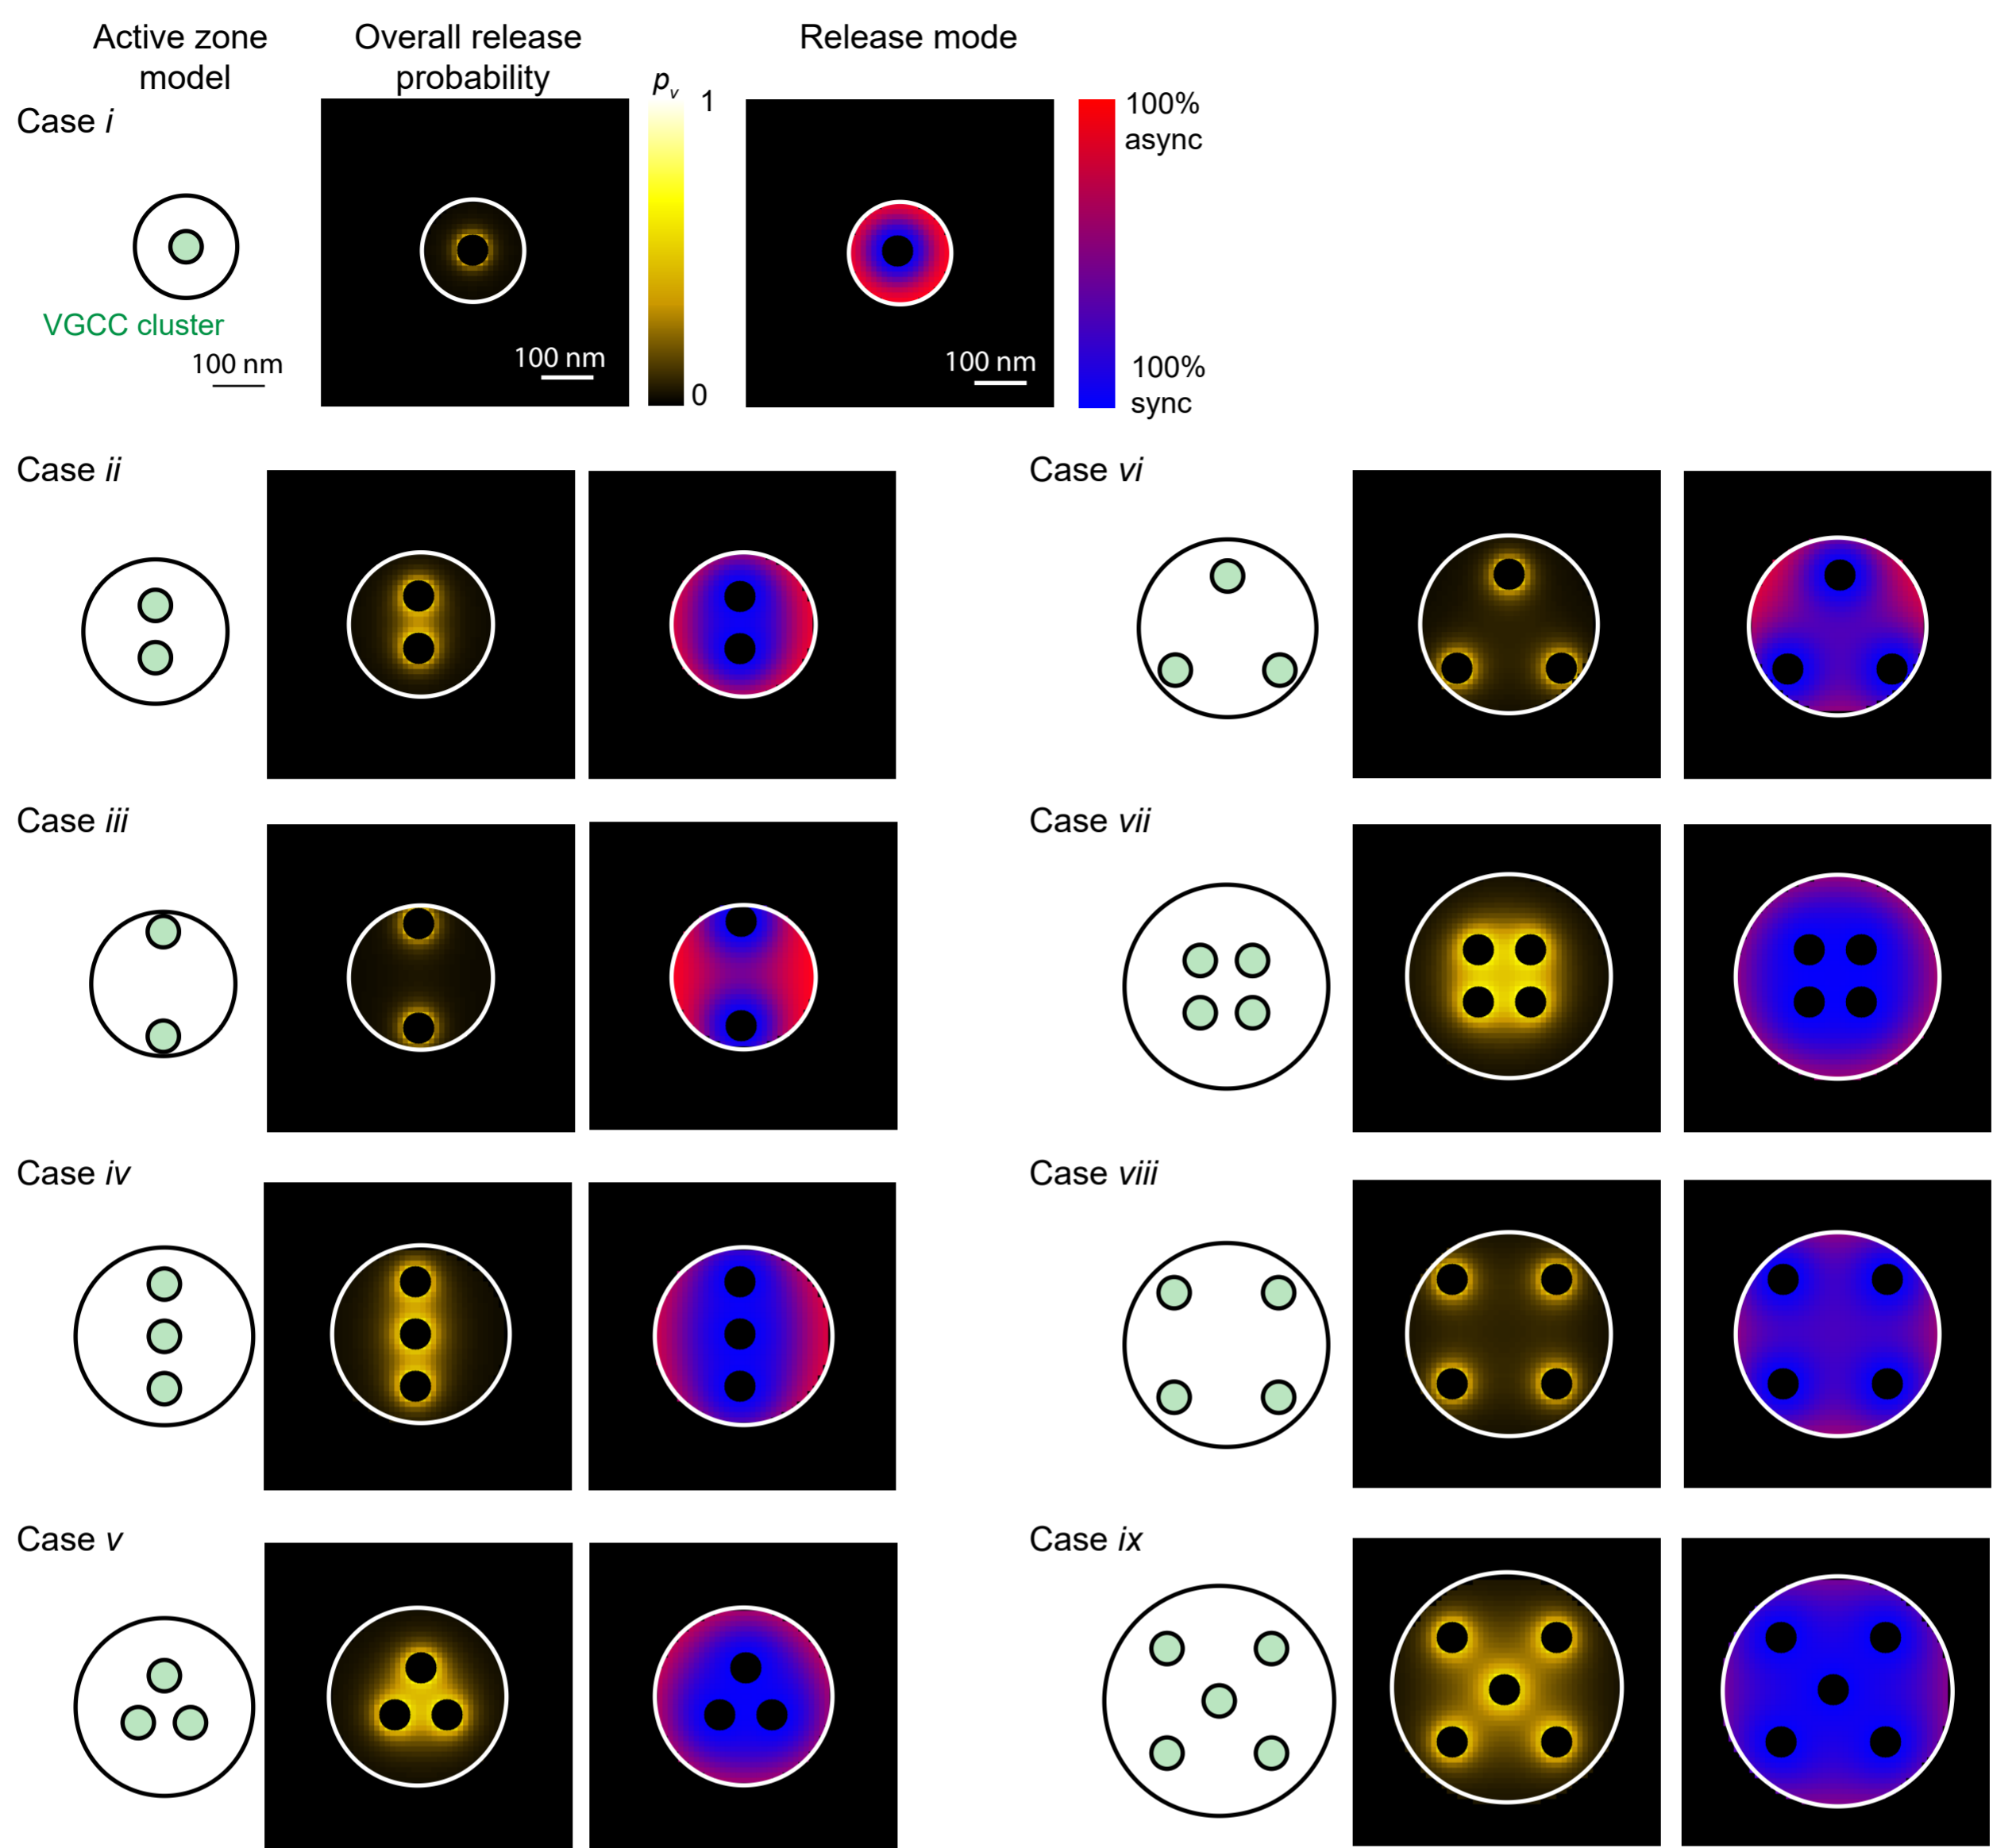 Active zone
model
Overall release
probability
Release mode
Case i
p_v
1
0
100%
async
100%
sync
VGCC cluster
100 nm
100 nm
100 nm
Case ii
Case vi
Case iii
Case vii
Case iv
Case viii
Case v
Case ix